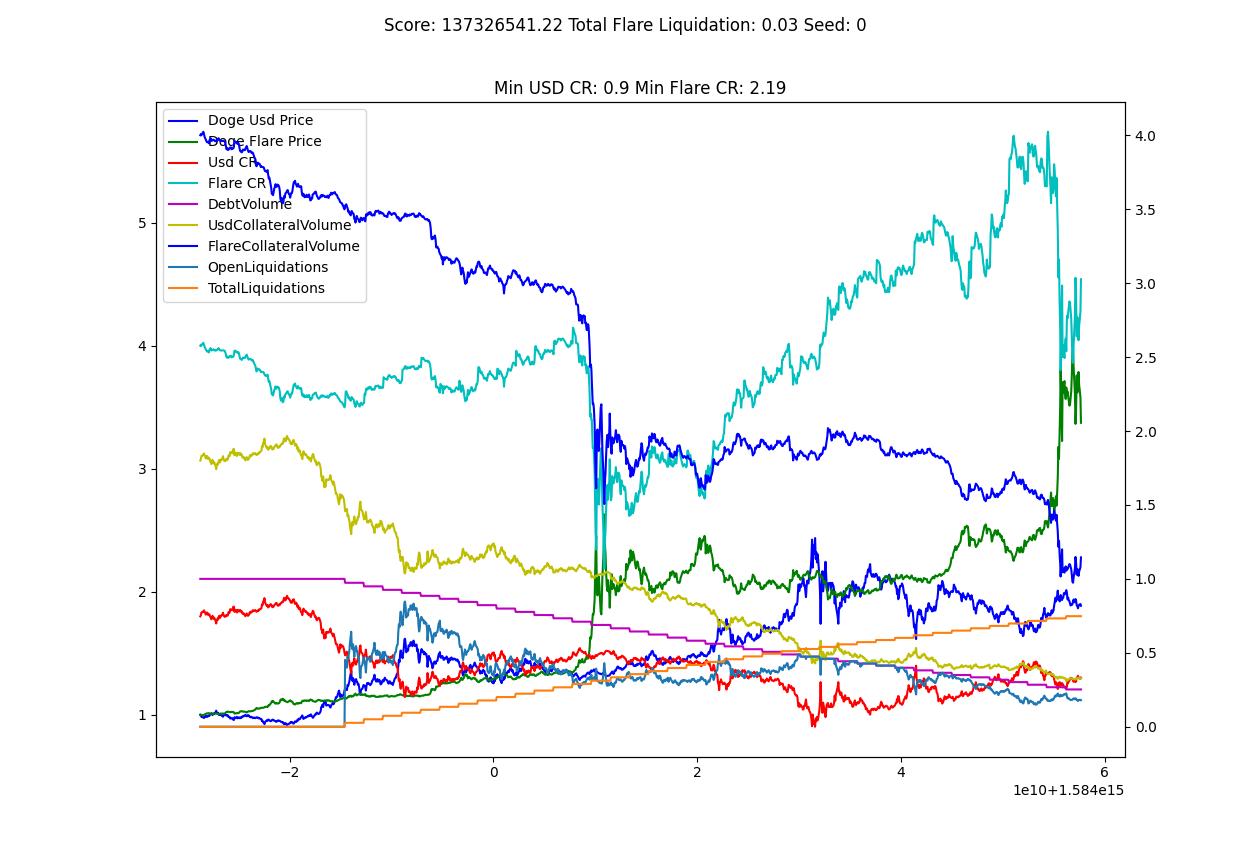 Score: 137326541.22 Total Flare Liquidation: 0.03 Seed: 0
Min USD CR: 0.9 Min Flare CR: 2.19
Doge Usd Price
Doge Flare Price
Usd CR
Flare CR
DebtVolume
UsdCollateralVolume
FlareCollateralVolume
OpenLiquidations
TotalLiquidations
5
4
3
2
1
4.0
3.5
3.0
2.5
2.0
1.5
1.0
0.5
0.0
−2 0 2 4 6
1e10+1.584e15